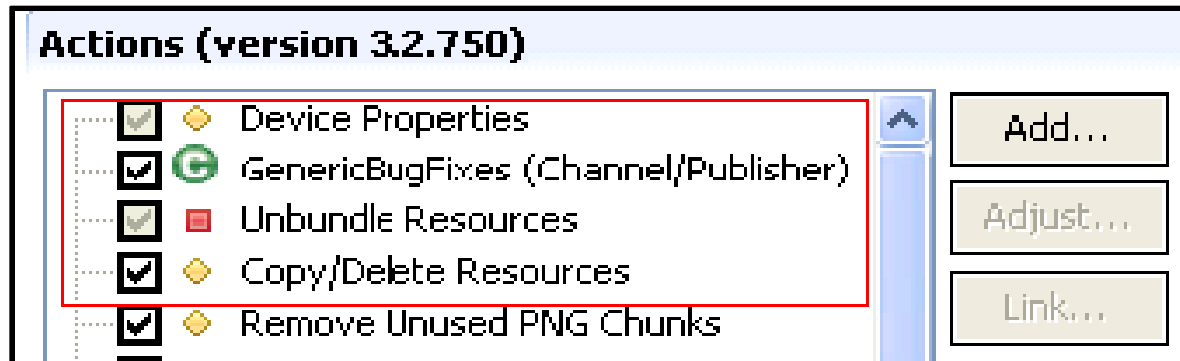 Actions (version 3.2.750)
Device Properties
GenericBugFixes (Channel/Publisher)
Unbundle Resources
Copy/Delete Resources
Remove Unused PNG Chunks
Add...
Adjust...
Link...